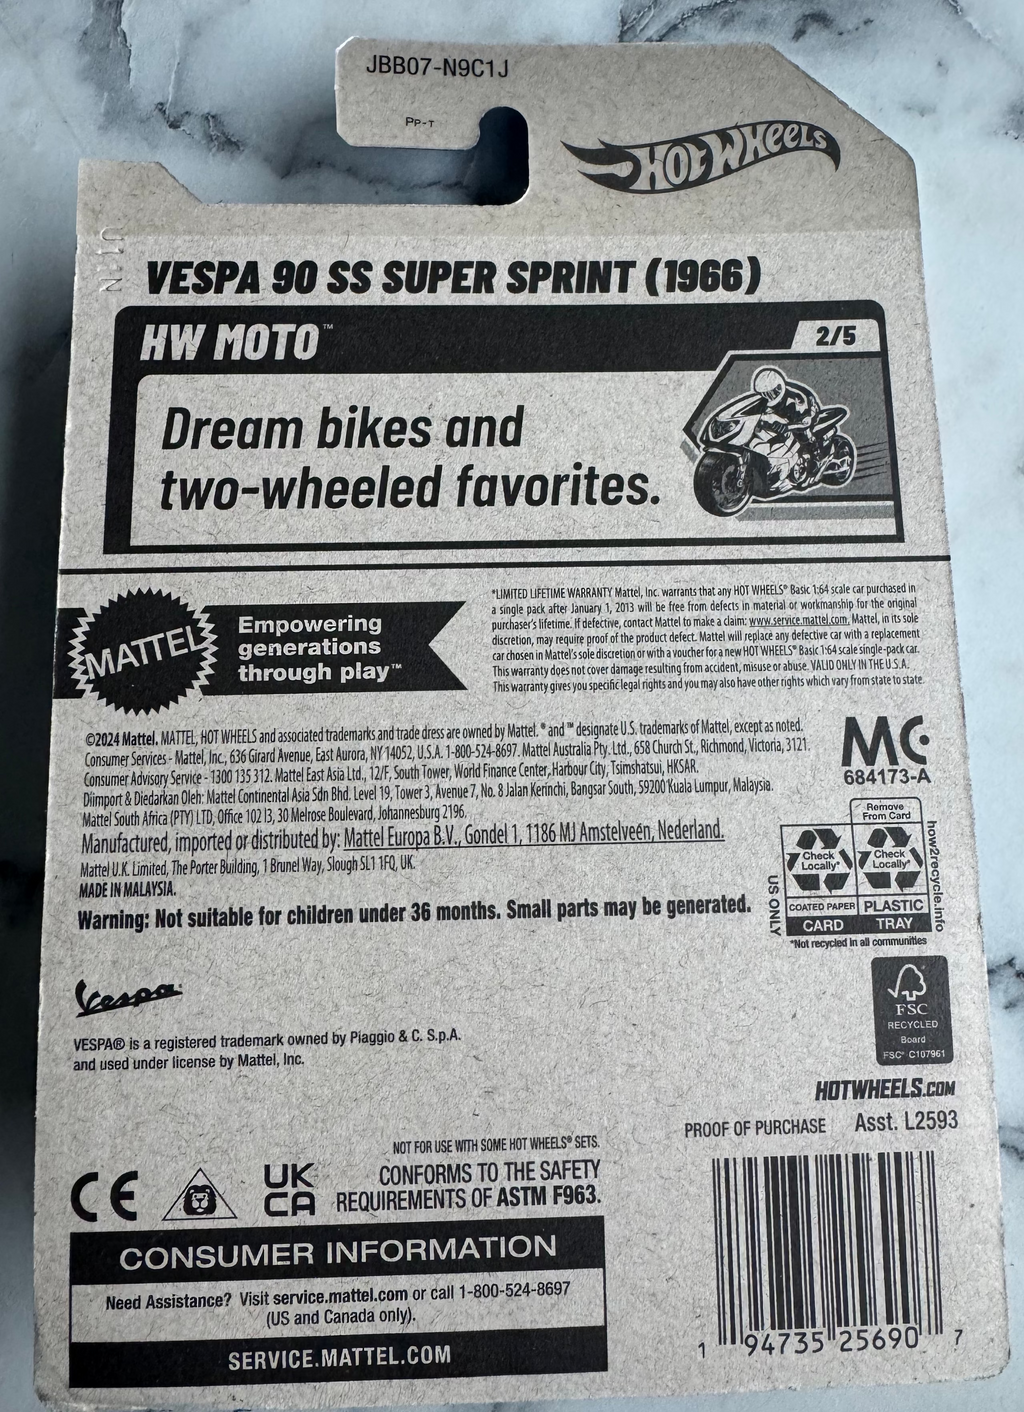 JBB07-N9C1J
PP-T
HOT WHEELS
VESPA 90 SS SUPER SPRINT (1966)
HW MOTO™
2/5
Dream bikes and
two-wheeled favorites.
MATTEL
Empowering
generations
through play™
*LIMITED LIFETIME WARRANTY Mattel, Inc. warrants that any HOT WHEELS® Basic 1:64 scale car purchased in
a single pack after January 1, 2013 will be free from defects in material or workmanship for the original
purchaser's lifetime. If defective, contact Mattel to make a claim: www.service.mattel.com. Mattel, in its sole
discretion, may require proof of the product defect. Mattel will replace any defective car with a replacement
car chosen in Mattel's sole discretion or with a voucher for a new HOT WHEELS® Basic 1:64 scale single-pack car.
This warranty does not cover damage resulting from accident, misuse or abuse. VALID ONLY IN THE U.S.A.
This warranty gives you specific legal rights and you may also have other rights which vary from state to state.
©2024 Mattel. MATTEL, HOT WHEELS and associated trademarks and trade dress are owned by Mattel. ® and ™ designate U.S. trademarks of Mattel, except as noted.
Consumer Services - Mattel, Inc., 636 Girard Avenue, East Aurora, NY 14052, U.S.A. 1-800-524-8697. Mattel Australia Pty. Ltd., 658 Church St., Richmond, Victoria, 3121.
Consumer Advisory Service - 1300 135 312. Mattel East Asia Ltd., 12/F, South Tower, World Finance Center, Harbour City, Tsimshatsui, HKSAR.
Diimport & Diedarkan Oleh: Mattel Continental Asia Sdn Bhd. Level 19, Tower 3, Avenue 7, No. 8 Jalan Kerinchi, Bangsar South, 59200 Kuala Lumpur, Malaysia.
Mattel South Africa (PTY) LTD, Office 102 I3, 30 Melrose Boulevard, Johannesburg 2196.
Manufactured, imported or distributed by: Mattel Europa B.V., Gondel 1, 1186 MJ Amstelveen, Nederland.
Mattel U.K. Limited, The Porter Building, 1 Brunel Way, Slough SL1 1FQ, UK.
MADE IN MALAYSIA.
Warning: Not suitable for children under 36 months. Small parts may be generated.
MC
684173-A
Remove
From Card
Check
Locally*
Check
Locally*
COATED PAPER
PLASTIC
CARD
TRAY
US ONLY
how2recycle.info
*Not recycled in all communities
Vespa
VESPA® is a registered trademark owned by Piaggio & C. S.p.A.
and used under license by Mattel, Inc.
FSC
RECYCLED
Board
FSC® C107961
HOTWHEELS.COM
PROOF OF PURCHASE
Asst. L2593
NOT FOR USE WITH SOME HOT WHEELS® SETS.
CE
UK
CA
CONFORMS TO THE SAFETY
REQUIREMENTS OF ASTM F963.
CONSUMER INFORMATION
Need Assistance? Visit service.mattel.com or call 1-800-524-8697
(US and Canada only).
SERVICE.MATTEL.COM
1 94735 25690 7